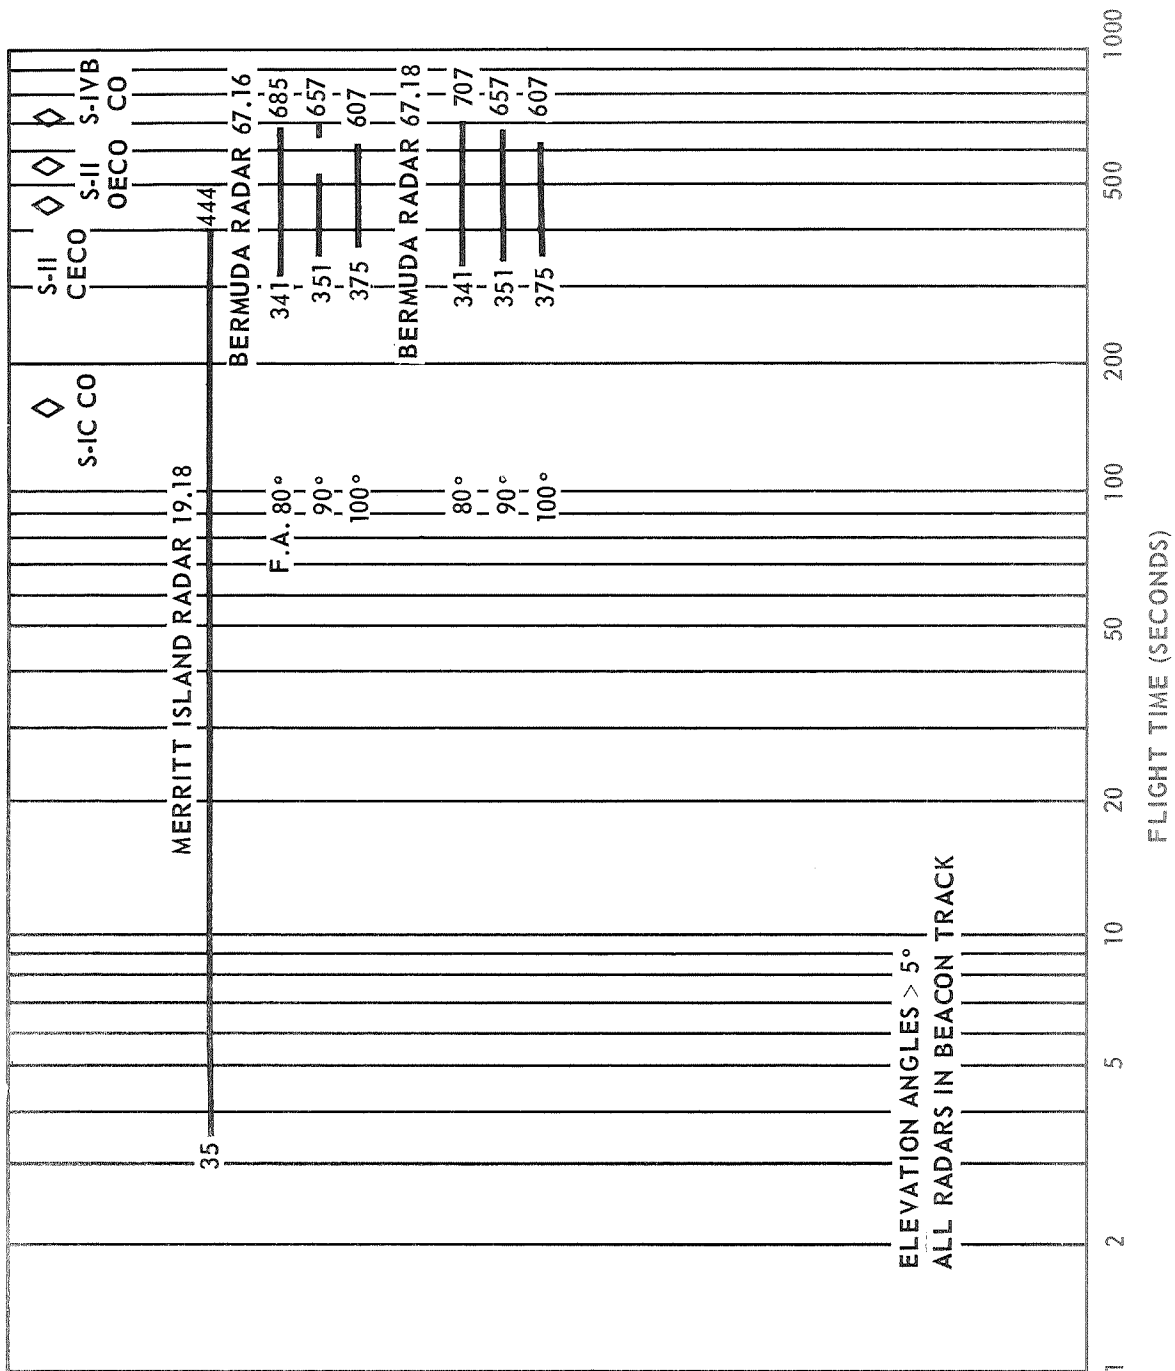 S-IC CO
S-II
CECO
S-II
OECO
S-IVB
CO
MERRITT ISLAND RADAR 19.18
35
444
BERMUDA RADAR 67.16
F.A. 80° 341 685
90° 351 657
100° 375 607
BERMUDA RADAR 67.18
80° 341 707
90° 351 657
100° 375 607
ELEVATION ANGLES > 5°
ALL RADARS IN BEACON TRACK
1 2 5 10 20 50 100 200 500 1000
FLIGHT TIME (SECONDS)